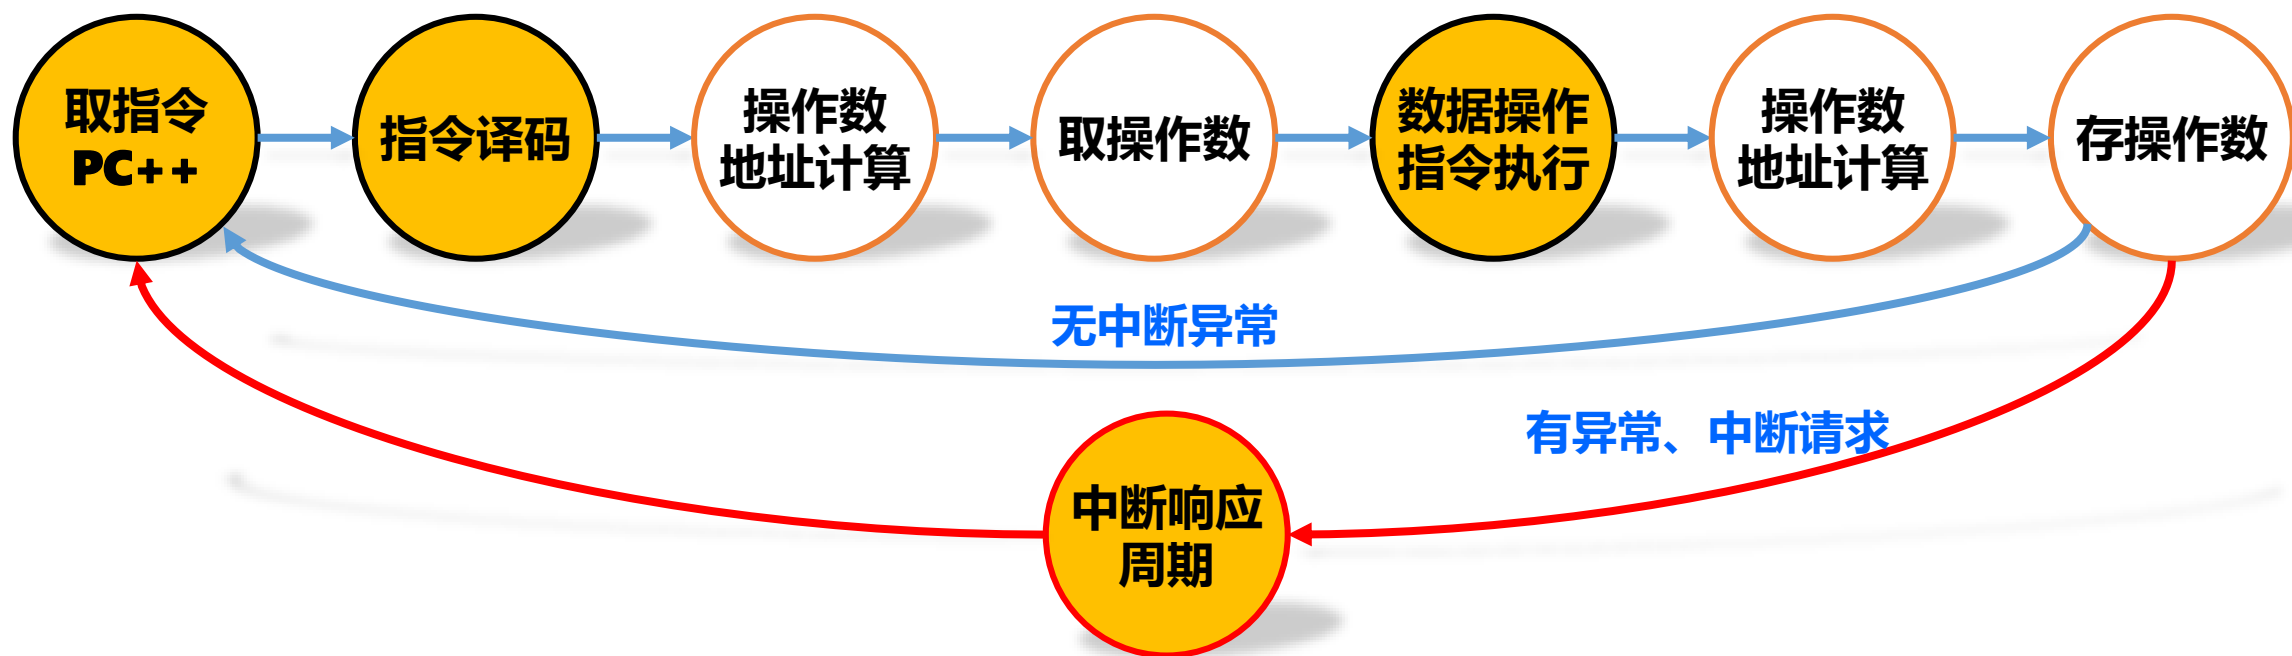 取指令
PC++
指令译码
操作数
地址计算
取操作数
数据操作
指令执行
操作数
地址计算
存操作数
无中断异常
有异常、中断请求
中断响应
周期